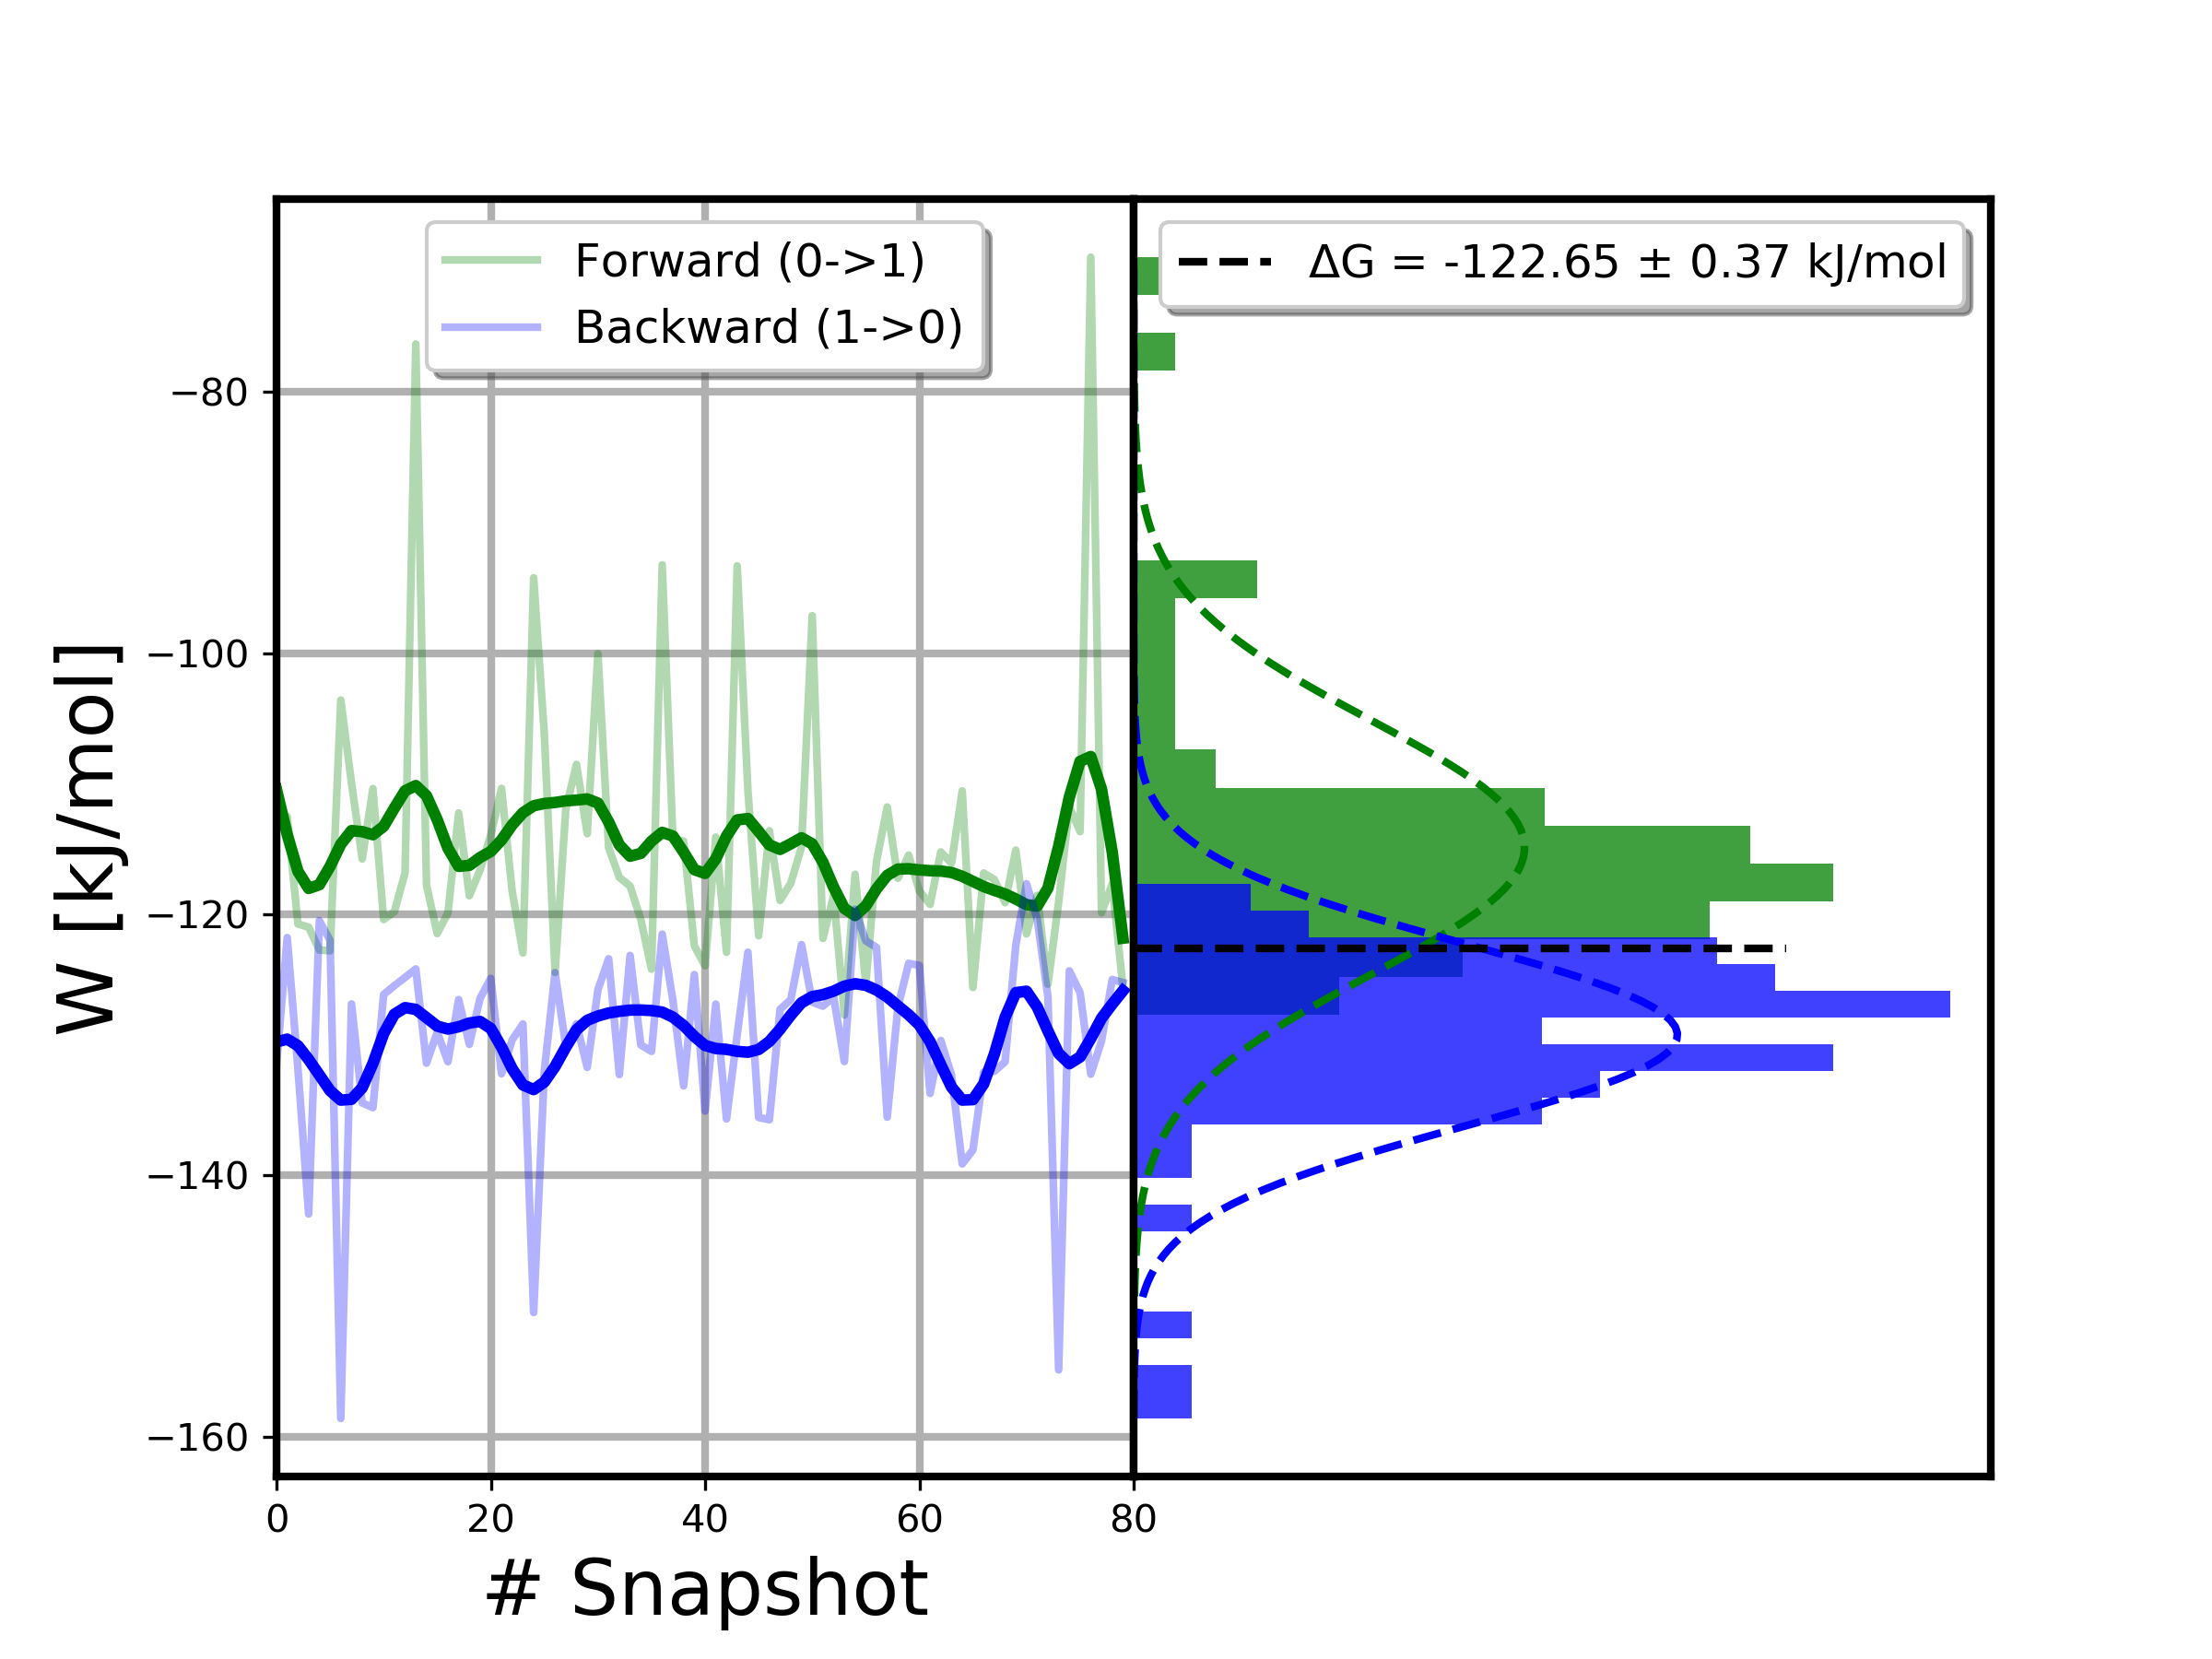 Forward (0->1)
Backward (1->0)
ΔG = -122.65 ± 0.37 kJ/mol
W [kJ/mol]
−80
−100
−120
−140
−160
0 20 40 60 80
# Snapshot